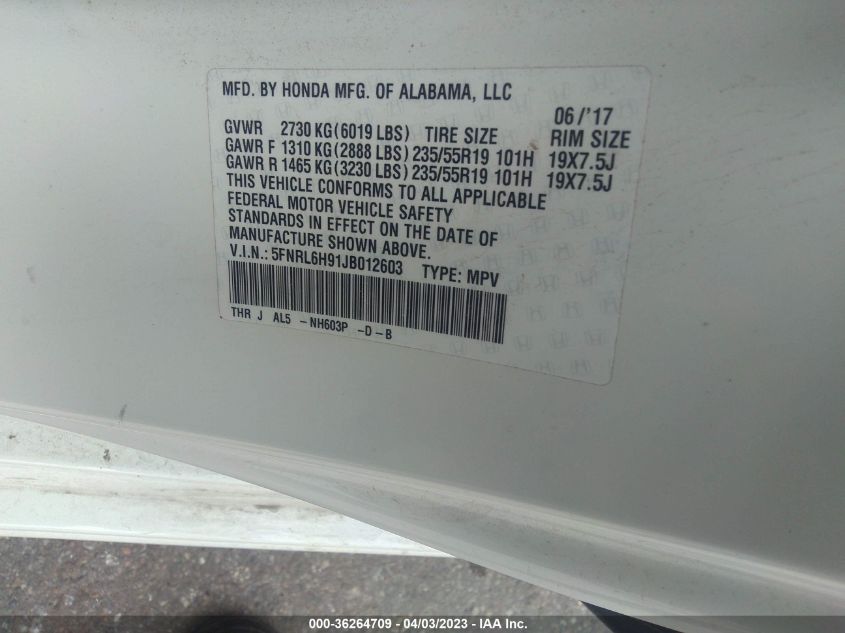 MFD. BY HONDA MFG. OF ALABAMA, LLC
06/'17
GVWR 2730 KG(6019 LBS) TIRE SIZE RIM SIZE
GAWR F 1310 KG(2888 LBS) 235/55R19 101H 19X7.5J
GAWR R 1465 KG(3230 LBS) 235/55R19 101H 19X7.5J
THIS VEHICLE CONFORMS TO ALL APPLICABLE
FEDERAL MOTOR VEHICLE SAFETY
STANDARDS IN EFFECT ON THE DATE OF
MANUFACTURE SHOWN ABOVE.
V.I.N.: 5FNRL6H91JB012603 TYPE: MPV
THR J AL5 -NH603P -D-B
000-36264709 - 04/03/2023 - IAA Inc.